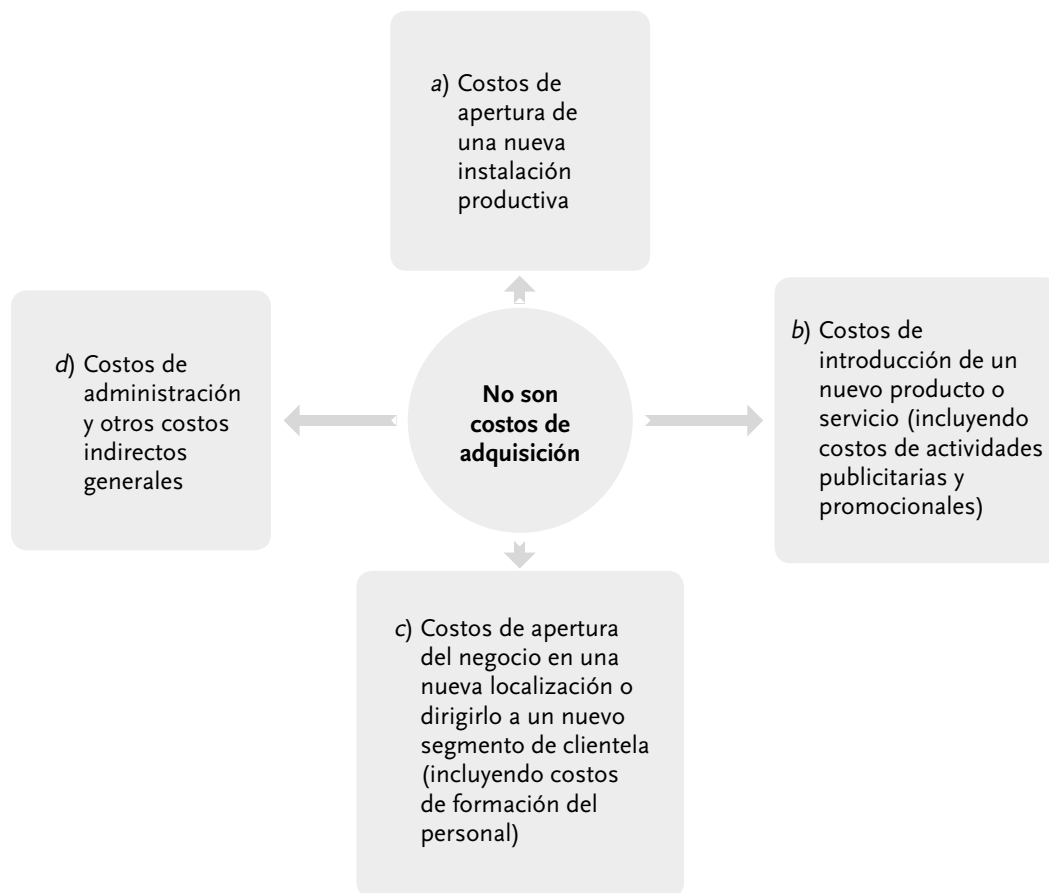 a) Costos de
apertura de
una nueva
instalación
productiva
d) Costos de
administración
y otros costos
indirectos
generales
No son
costos de
adquisición
b) Costos de
introducción de un
nuevo producto o
servicio (incluyendo
costos de actividades
publicitarias y
promocionales)
c) Costos de apertura
del negocio en una
nueva localización o
dirigirlo a un nuevo
segmento de clientela
(incluyendo costos
de formación del
personal)